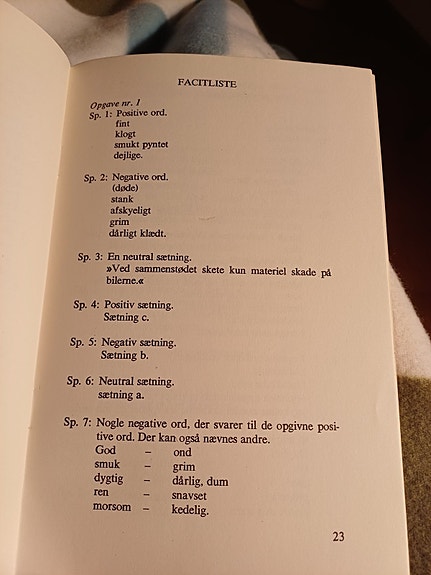 FACITLISTE
Opgave nr. 1
Sp. 1: Positive ord.
fint
klogt
smukt pyntet
dejlige.
Sp. 2: Negative ord.
(døde)
stank
afskyeligt
grim
dårligt klædt.
Sp. 3: En neutral sætning.
»Ved sammenstødet skete kun materiel skade på
bilerne.«
Sp. 4: Positiv sætning.
Sætning c.
Sp. 5: Negativ sætning.
Sætning b.
Sp. 6: Neutral sætning.
sætning a.
Sp. 7: Nogle negative ord, der svarer til de opgivne posi-
tive ord. Der kan også nævnes andre.
God – ond
smuk – grim
dygtig – dårlig, dum
ren – snavset
morsom – kedelig.
23